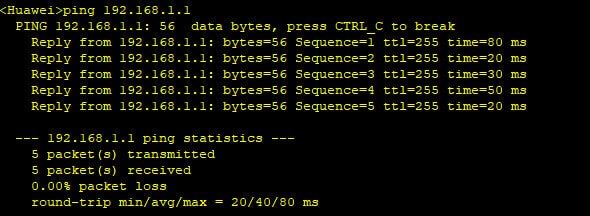 <Huawei>ping 192.168.1.1
PING 192.168.1.1: 56  data bytes, press CTRL_C to break
Reply from 192.168.1.1: bytes=56 Sequence=1 ttl=255 time=80 ms
Reply from 192.168.1.1: bytes=56 Sequence=2 ttl=255 time=20 ms
Reply from 192.168.1.1: bytes=56 Sequence=3 ttl=255 time=30 ms
Reply from 192.168.1.1: bytes=56 Sequence=4 ttl=255 time=50 ms
Reply from 192.168.1.1: bytes=56 Sequence=5 ttl=255 time=20 ms
--- 192.168.1.1 ping statistics ---
5 packet(s) transmitted
5 packet(s) received
0.00% packet loss
round-trip min/avg/max = 20/40/80 ms